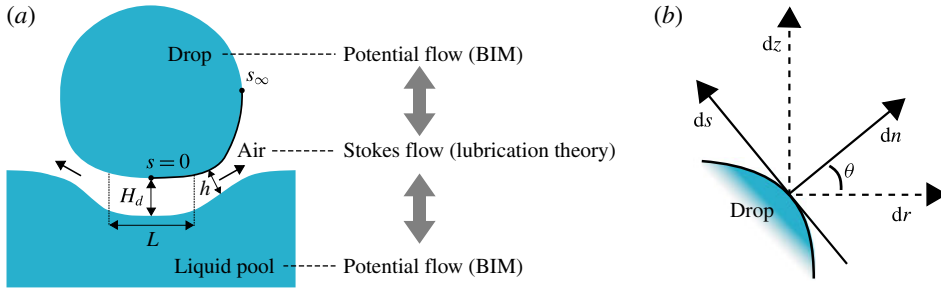 (a)
Drop
Potential flow (BIM)
s∞
Air
Stokes flow (lubrication theory)
s = 0
h
H_d
L
Liquid pool
Potential flow (BIM)
(b)
dz
ds
dn
θ
dr
Drop